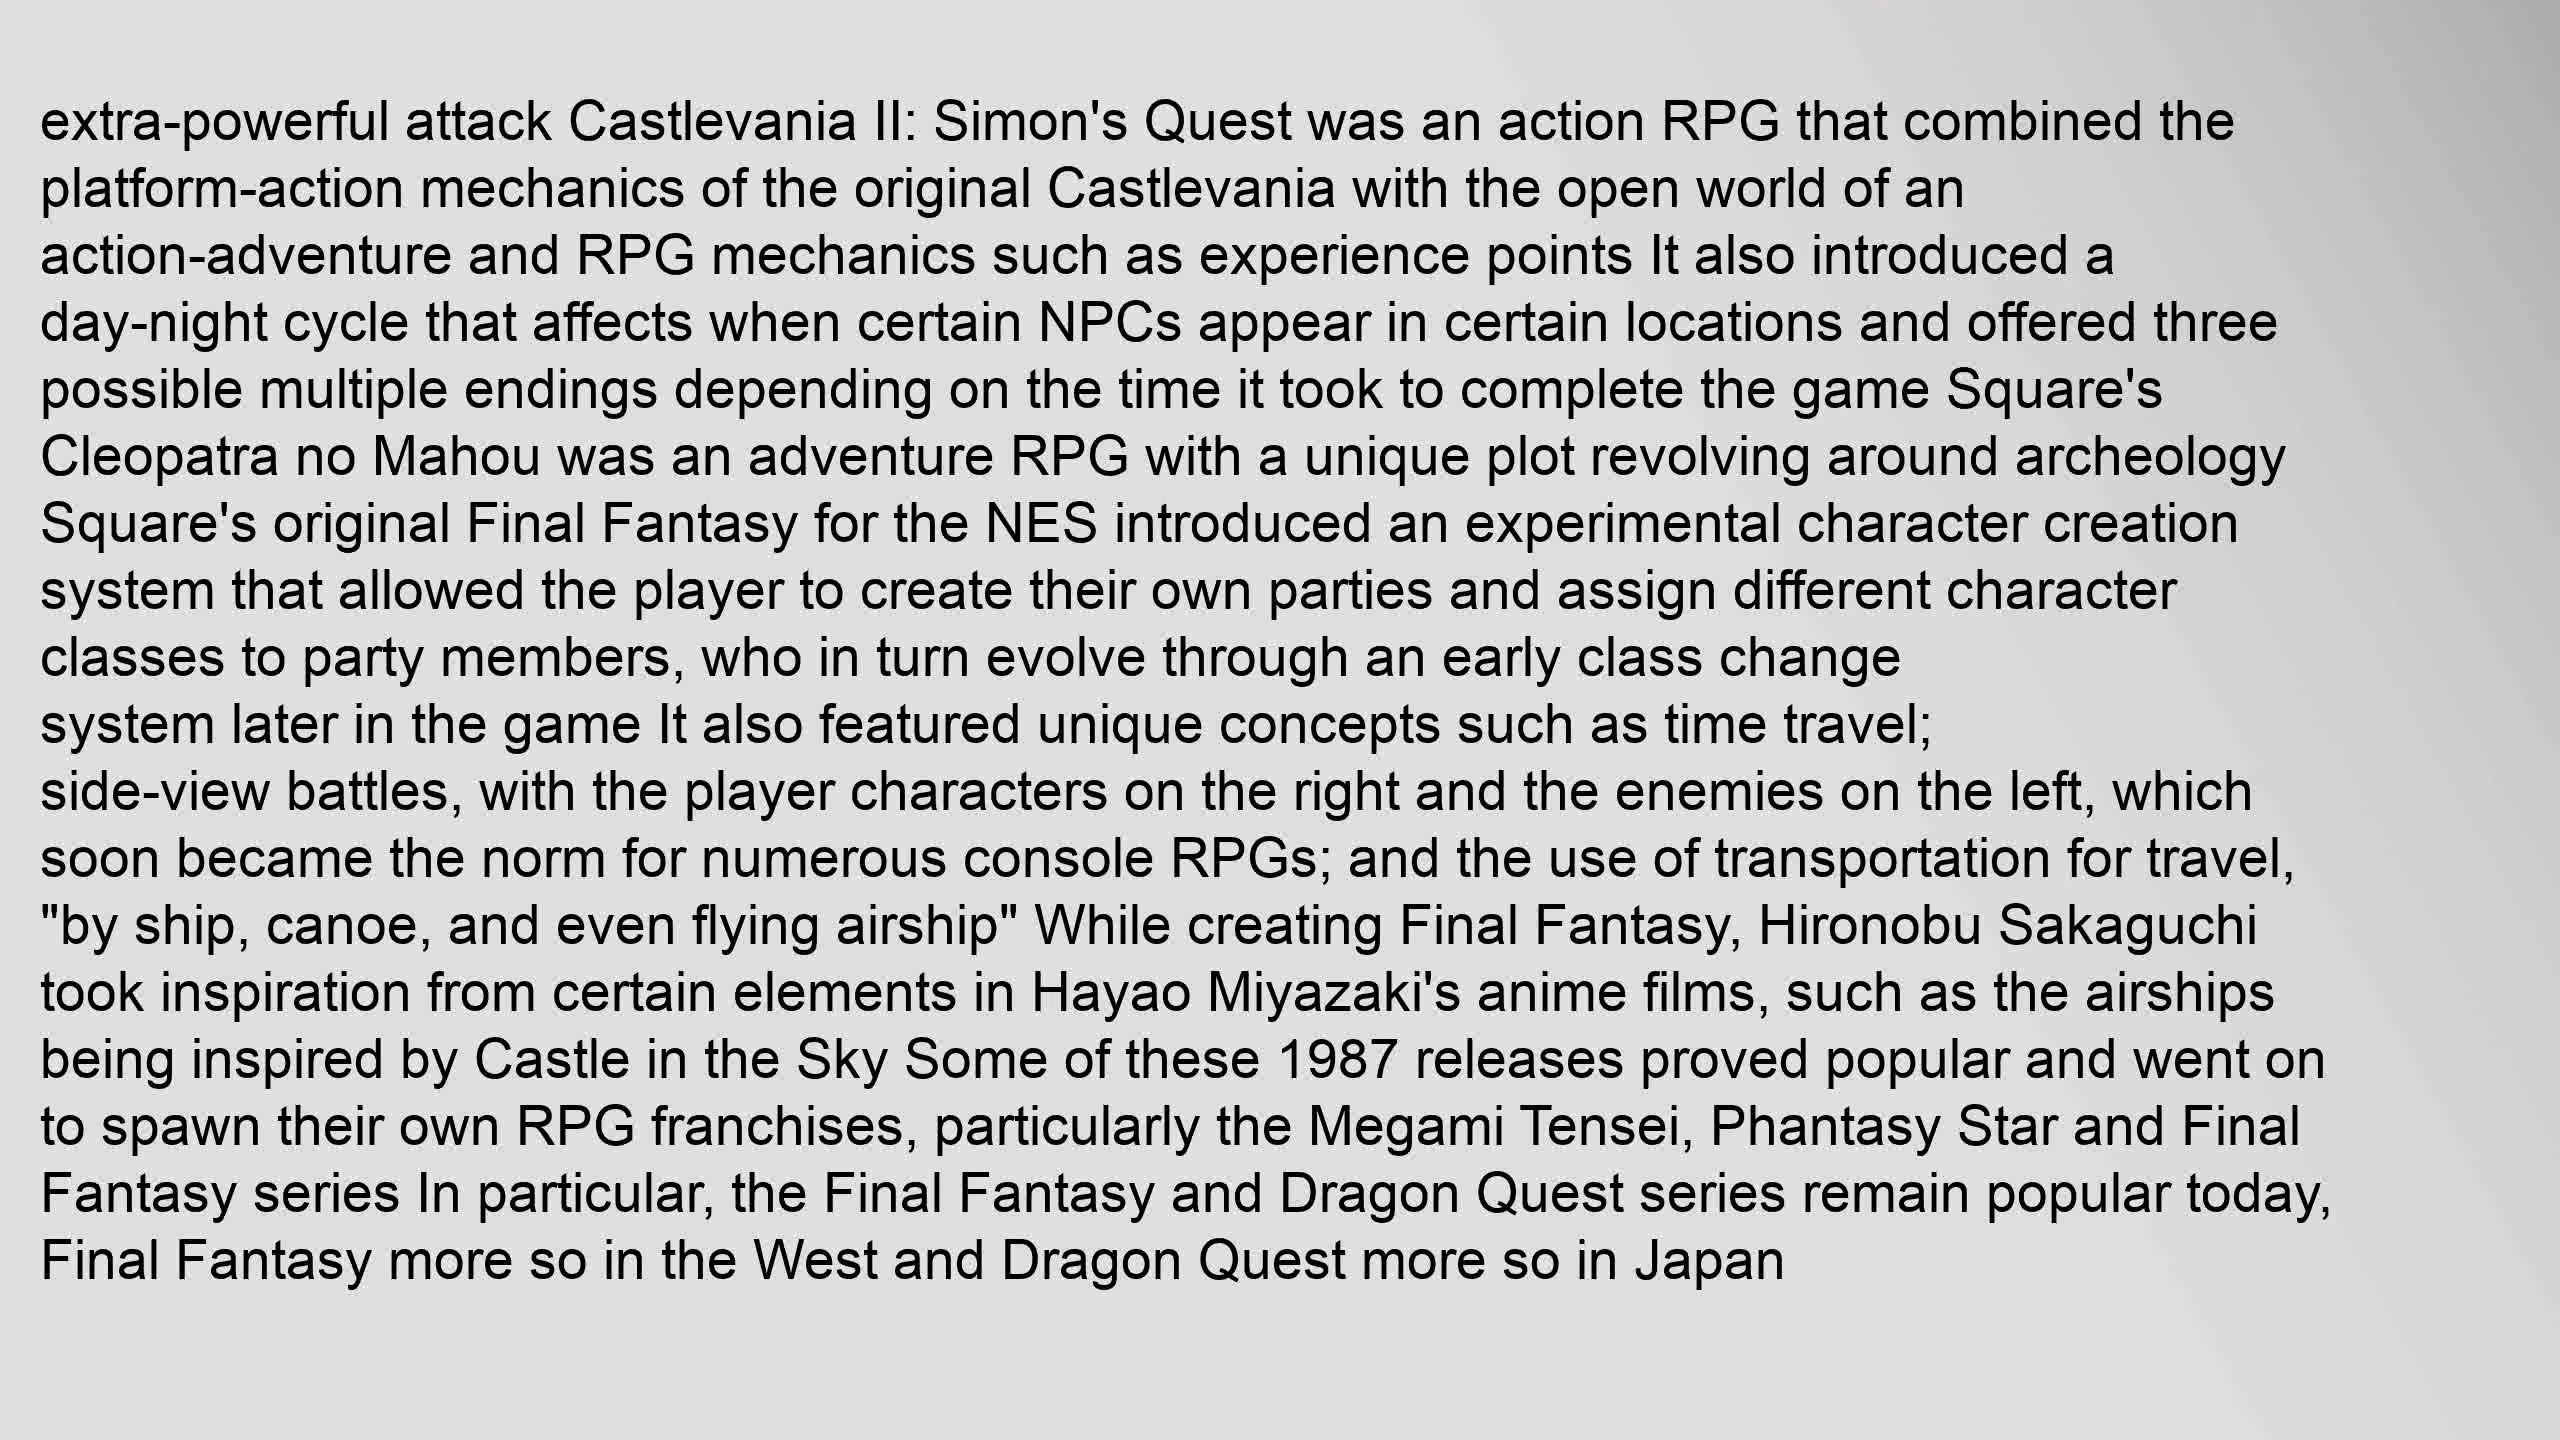 extra-powerful attack Castlevania II: Simon's Quest was an action RPG that combined the
platform-action mechanics of the original Castlevania with the open world of an
action-adventure and RPG mechanics such as experience points It also introduced a
day-night cycle that affects when certain NPCs appear in certain locations and offered three
possible multiple endings depending on the time it took to complete the game Square's
Cleopatra no Mahou was an adventure RPG with a unique plot revolving around archeology
Square's original Final Fantasy for the NES introduced an experimental character creation
system that allowed the player to create their own parties and assign different character
classes to party members, who in turn evolve through an early class change
system later in the game It also featured unique concepts such as time travel;
side-view battles, with the player characters on the right and the enemies on the left, which
soon became the norm for numerous console RPGs; and the use of transportation for travel,
"by ship, canoe, and even flying airship" While creating Final Fantasy, Hironobu Sakaguchi
took inspiration from certain elements in Hayao Miyazaki's anime films, such as the airships
being inspired by Castle in the Sky Some of these 1987 releases proved popular and went on
to spawn their own RPG franchises, particularly the Megami Tensei, Phantasy Star and Final
Fantasy series In particular, the Final Fantasy and Dragon Quest series remain popular today,
Final Fantasy more so in the West and Dragon Quest more so in Japan